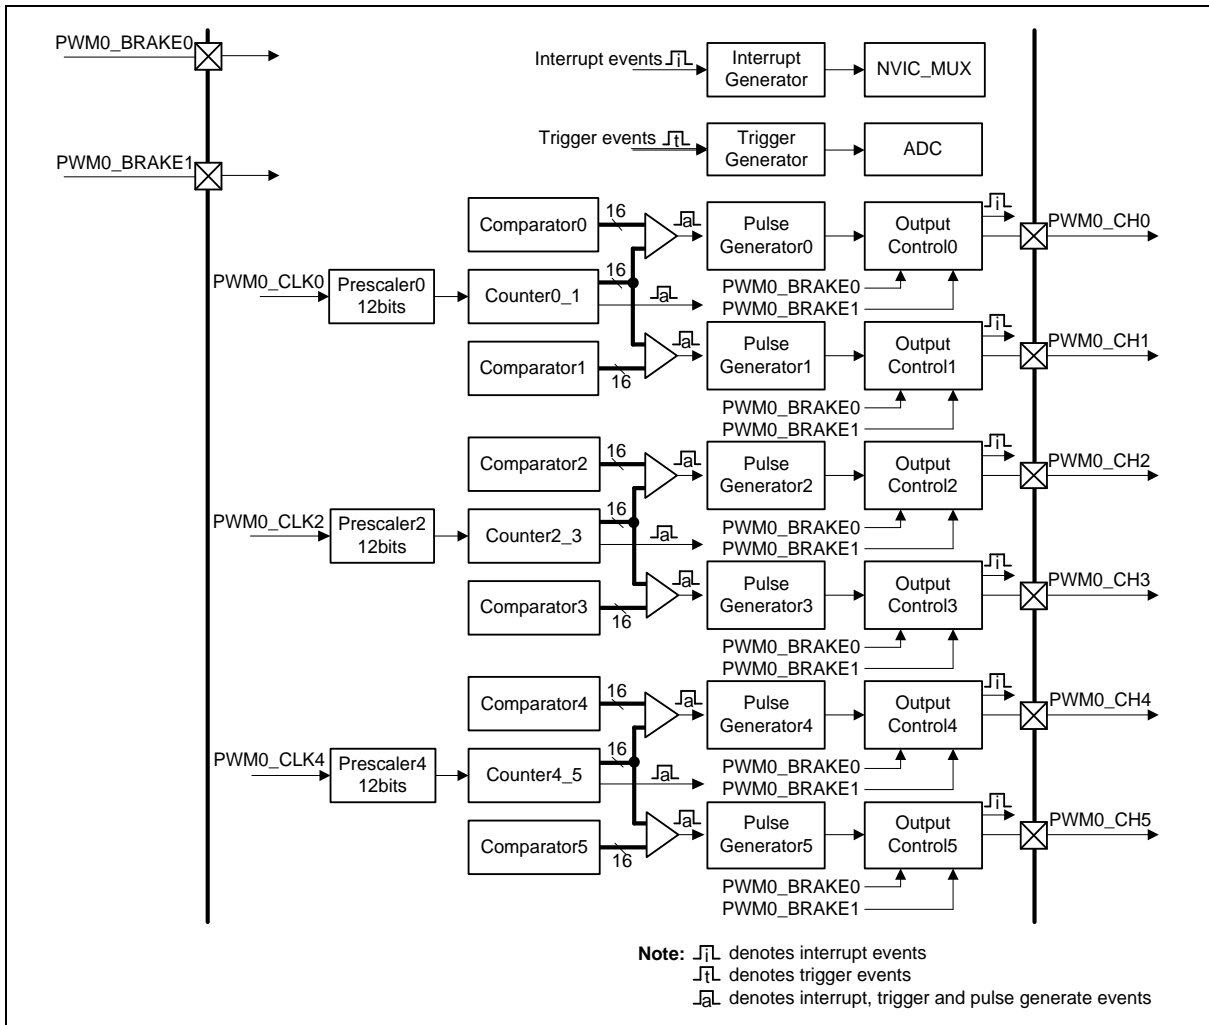 PWM0_BRAKE0
Interrupt events i
Interrupt
Generator
NVIC_MUX
PWM0_BRAKE1
Trigger events t
Trigger
Generator
ADC
Comparator0
16
a
Pulse
Generator0
Output
Control0
i
PWM0_CH0
PWM0_CLK0
Prescaler0
12bits
Counter0_1
16
a
PWM0_BRAKE0
PWM0_BRAKE1
Comparator1
16
a
Pulse
Generator1
Output
Control1
i
PWM0_CH1
PWM0_BRAKE0
PWM0_BRAKE1
Comparator2
16
a
Pulse
Generator2
Output
Control2
i
PWM0_CH2
PWM0_CLK2
Prescaler2
12bits
Counter2_3
16
a
PWM0_BRAKE0
PWM0_BRAKE1
Comparator3
16
a
Pulse
Generator3
Output
Control3
i
PWM0_CH3
PWM0_BRAKE0
PWM0_BRAKE1
Comparator4
16
a
Pulse
Generator4
Output
Control4
i
PWM0_CH4
PWM0_CLK4
Prescaler4
12bits
Counter4_5
16
a
PWM0_BRAKE0
PWM0_BRAKE1
Comparator5
16
a
Pulse
Generator5
Output
Control5
i
PWM0_CH5
PWM0_BRAKE0
PWM0_BRAKE1
Note: i denotes interrupt events
t denotes trigger events
a denotes interrupt, trigger and pulse generate events